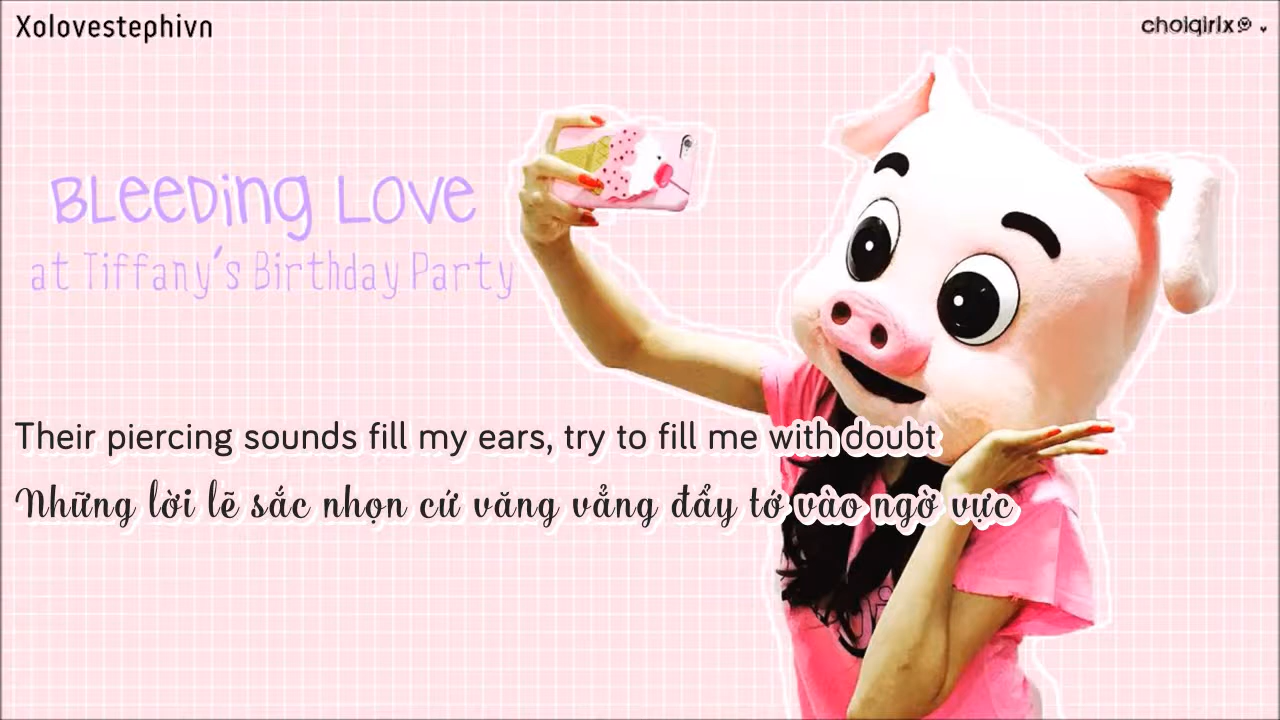 Xolovestephivn
choigirlx
BLeeDing LOVe
at Tiffany's Birthday Party
Their piercing sounds fill my ears, try to fill me with doubt
Những lời lẽ sắc nhọn cứ văng vẳng đẩy tớ vào ngờ vực